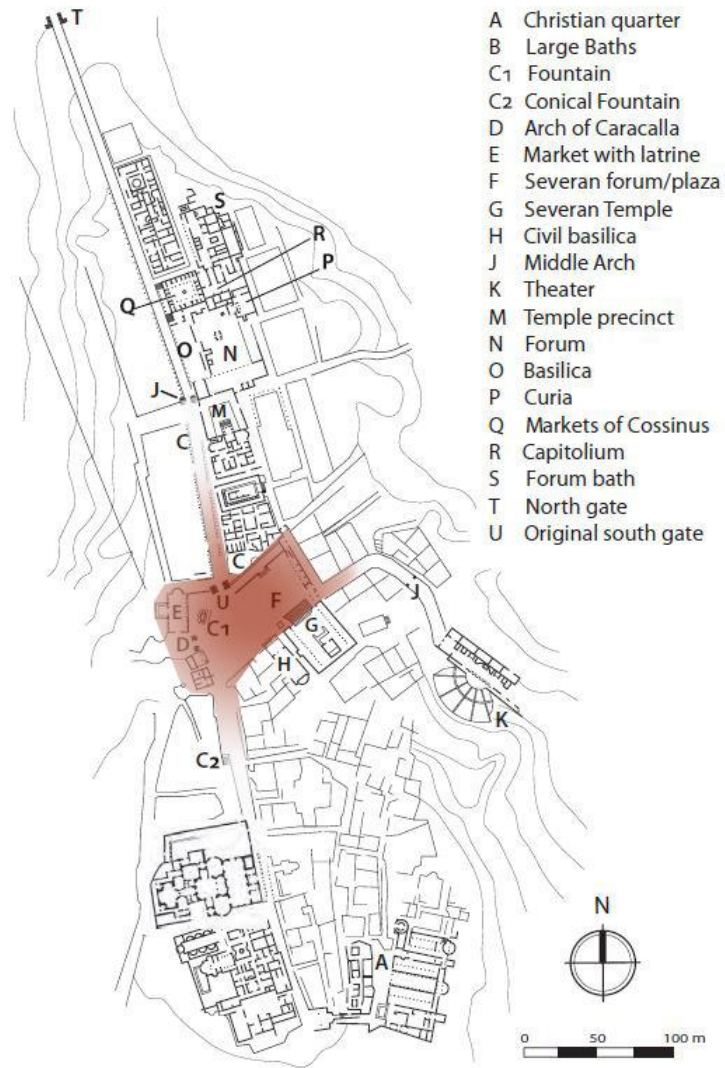 T
A Christian quarter
B Large Baths
C1 Fountain
C2 Conical Fountain
D Arch of Caracalla
E Market with latrine
F Severan forum/plaza
G Severan Temple
H Civil basilica
J Middle Arch
K Theater
M Temple precinct
N Forum
O Basilica
P Curia
Q Markets of Cossinus
R Capitolium
S Forum bath
T North gate
U Original south gate
S
R
P
Q
O
N
J
M
C
C
U
F
E
C1
J
D
G
H
K
C2
A
N
0 50 100 m